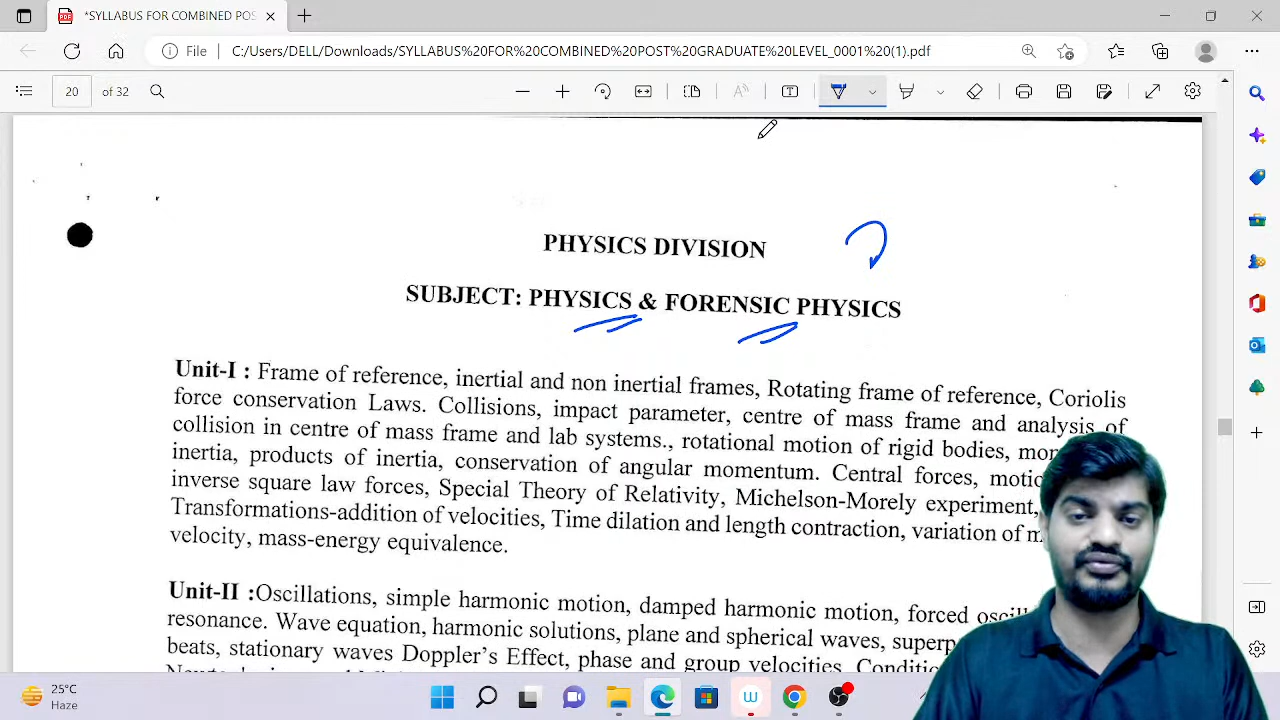 *SYLLABUS FOR COMBINED POS
File
C:/Users/DELL/Downloads/SYLLABUS%20FOR%20COMBINED%20POST%20GRADUATE%20LEVEL_0001%20(1).pdf
20 of 32
PHYSICS DIVISION
SUBJECT: PHYSICS & FORENSIC PHYSICS
Unit-I : Frame of reference, inertial and non inertial frames, Rotating frame of reference, Coriolis
force conservation Laws. Collisions, impact parameter, centre of mass frame and analysis of
collision in centre of mass frame and lab systems., rotational motion of rigid bodies,
inertia, products of inertia, conservation of angular momentum. Central forces,
inverse square law forces, Special Theory of Relativity, Michelson-Morely experiment,
Transformations-addition of velocities, Time dilation and length contraction, variation of
velocity, mass-energy equivalence.
Unit-II :Oscillations, simple harmonic motion, damped harmonic motion, forced
resonance. Wave equation, harmonic solutions, plane and spherical waves,
beats, stationary waves Doppler's Effect, phase and group velocities.
25°C
Haze